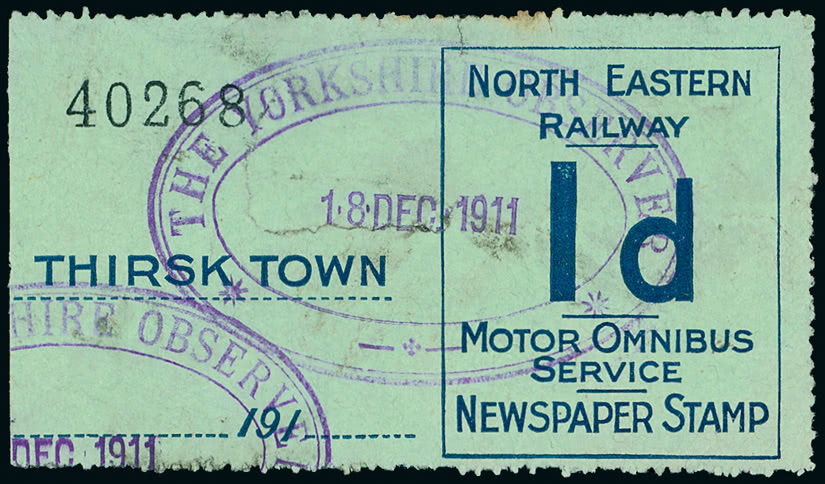 40268
THE YORKSHIRE OBSERVER
18 DEC. 1911
THIRSK TOWN
HIRE OBSERVE
191
DEC. 1911
NORTH EASTERN
RAILWAY
1d
MOTOR OMNIBUS
SERVICE
NEWSPAPER STAMP